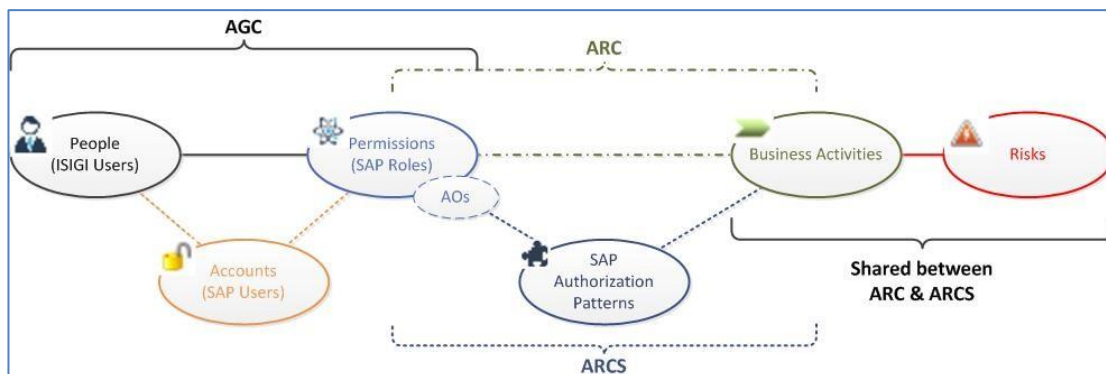 AGC
ARC
People
(ISIGI Users)
Permissions
(SAP Roles)
AOs
Business Activities
Risks
Accounts
(SAP Users)
SAP
Authorization
Patterns
Shared between
ARC & ARCS
ARCS